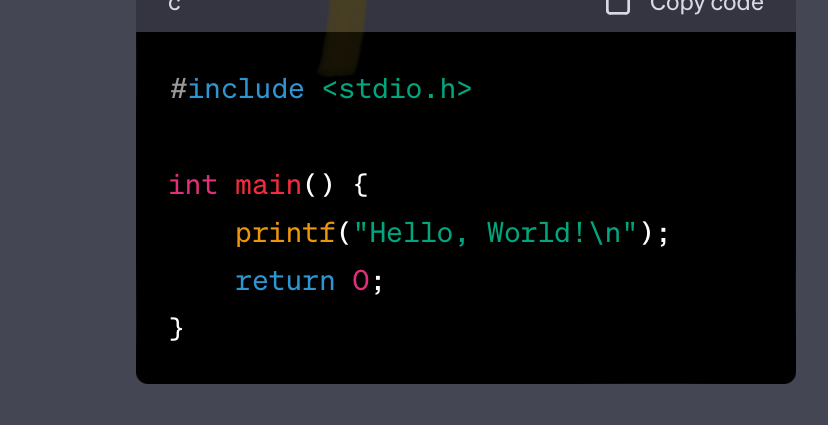 c Copy code
#include <stdio.h>
int main() {
    printf("Hello, World!\n");
    return 0;
}